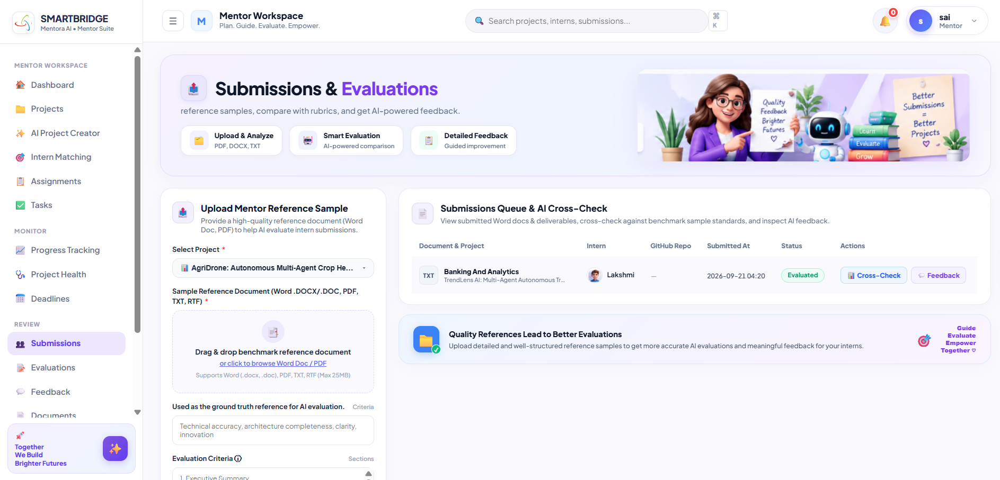 SMARTBRIDGE
Mentora AI • Mentor Suite
MENTOR WORKSPACE
Dashboard
Projects
AI Project Creator
Intern Matching
Assignments
Tasks
MONITOR
Progress Tracking
Project Health
Deadlines
REVIEW
Submissions
Evaluations
Feedback
Documents
Together
We Build
Brighter Futures
M
Mentor Workspace
Plan. Guide. Evaluate. Empower.
Search projects, interns, submissions...
⌘
K
0
s
sai
Mentor
Submissions & Evaluations
reference samples, compare with rubrics, and get AI-powered feedback.
Upload & Analyze
PDF, DOCX, TXT
Smart Evaluation
AI-powered comparison
Detailed Feedback
Guided improvement
Quality
Feedback
Brighter
Futures
Learn
Evaluate
Grow
Better
Submissions
=
Better
Projects
Upload Mentor Reference Sample
Provide a high-quality reference document (Word
Doc, PDF) to help AI evaluate intern submissions.
Select Project *
AgriDrone: Autonomous Multi-Agent Crop He...
Sample Reference Document (Word .DOCX/.DOC, PDF,
TXT, RTF) *
Drag & drop benchmark reference document
or click to browse Word Doc / PDF
Supports Word (.docx, .doc), PDF, TXT, RTF (Max 25MB)
Used as the ground truth reference for AI evaluation. Criteria
Technical accuracy, architecture completeness, clarity,
innovation
Evaluation Criteria ⓘ Sections
1. Executive Summary
Submissions Queue & AI Cross-Check
View submitted Word docs & deliverables, cross-check against benchmark sample standards, and inspect AI feedback.
Document & Project Intern GitHub Repo Submitted At Status Actions
TXT Banking And Analytics
TrendLens AI: Multi-Agent Autonomous Tr...
Lakshmi — 2026-09-21 04:20 Evaluated Cross-Check Feedback
Quality References Lead to Better Evaluations
Upload detailed and well-structured reference samples to get more accurate AI evaluations and meaningful feedback for your interns.
Guide
Evaluate
Empower
Together ♡